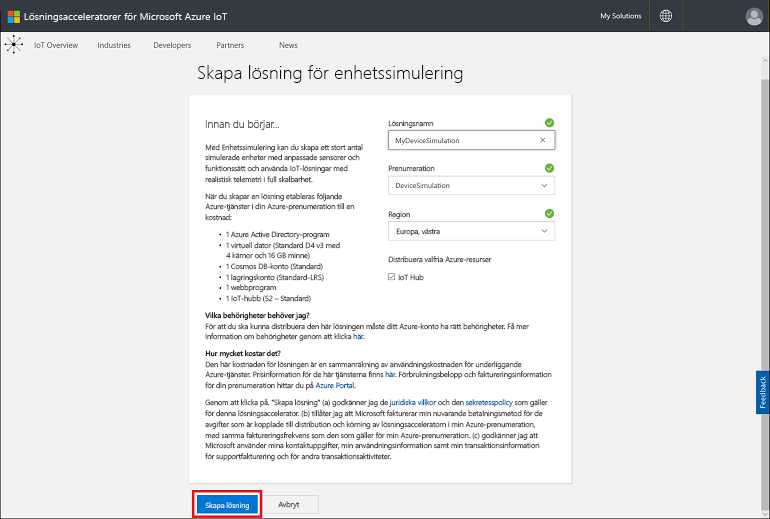 Lösningsacceleratorer för Microsoft Azure IoT
My Solutions
IoT Overview
Industries
Developers
Partners
News
Skapa lösning för enhetssimulering
Innan du börjar...
Med Enhetssimulering kan du skapa ett stort antal
simulerade enheter med anpassade sensorer och
funktionssätt och använda IoT-lösningar med
realistisk telemetri i full skalbarhet.
När du skapar en lösning etableras följande
Azure-tjänster i din Azure-prenumeration till en
kostnad:
• 1 Azure Active Directory-program
• 1 virtuell dator (Standard D4 v3 med
4 kärnor och 16 GB minne)
• 1 Cosmos DB-konto (Standard)
• 1 lagringskonto (Standard-LRS)
• 1 webbprogram
• 1 IoT-hubb (S2 – Standard)
Lösningsnamn
MyDeviceSimulation
Prenumeration
DeviceSimulation
Region
Europa, västra
Distribuera valfria Azure-resurser
IoT Hub
Vilka behörigheter behöver jag?
För att du ska kunna distribuera den här lösningen måste ditt Azure-konto ha rätt behörigheter. Få mer
information om behörigheter genom att klicka här.
Hur mycket kostar det?
Den här kostnaden för lösningen är en sammanräkning av användningskostnaden för underliggande
Azure-tjänster. Prisinformation för de här tjänsterna finns här. Förbrukningsbelopp och faktureringsinformation
för din prenumeration hittar du på Azure Portal.
Genom att klicka på. "Skapa lösning" (a) godkänner jag de juridiska villkor och den sekretesspolicy som gäller
för denna lösningsaccelerator. (b) tillåter jag att Microsoft fakturerar min nuvarande betalningsmetod för de
avgifter som är kopplade till distribution och körning av lösningsacceleratorn i min Azure-prenumeration,
med samma faktureringsfrekvens som den som gäller för min Azure-prenumeration. (c) godkänner jag att
Microsoft använder mina kontaktuppgifter, min användningsinformation samt min transaktionsinformation
för supportfakturering och för andra transaktionsaktiviteter.
Skapa lösning
Avbryt
Feedback